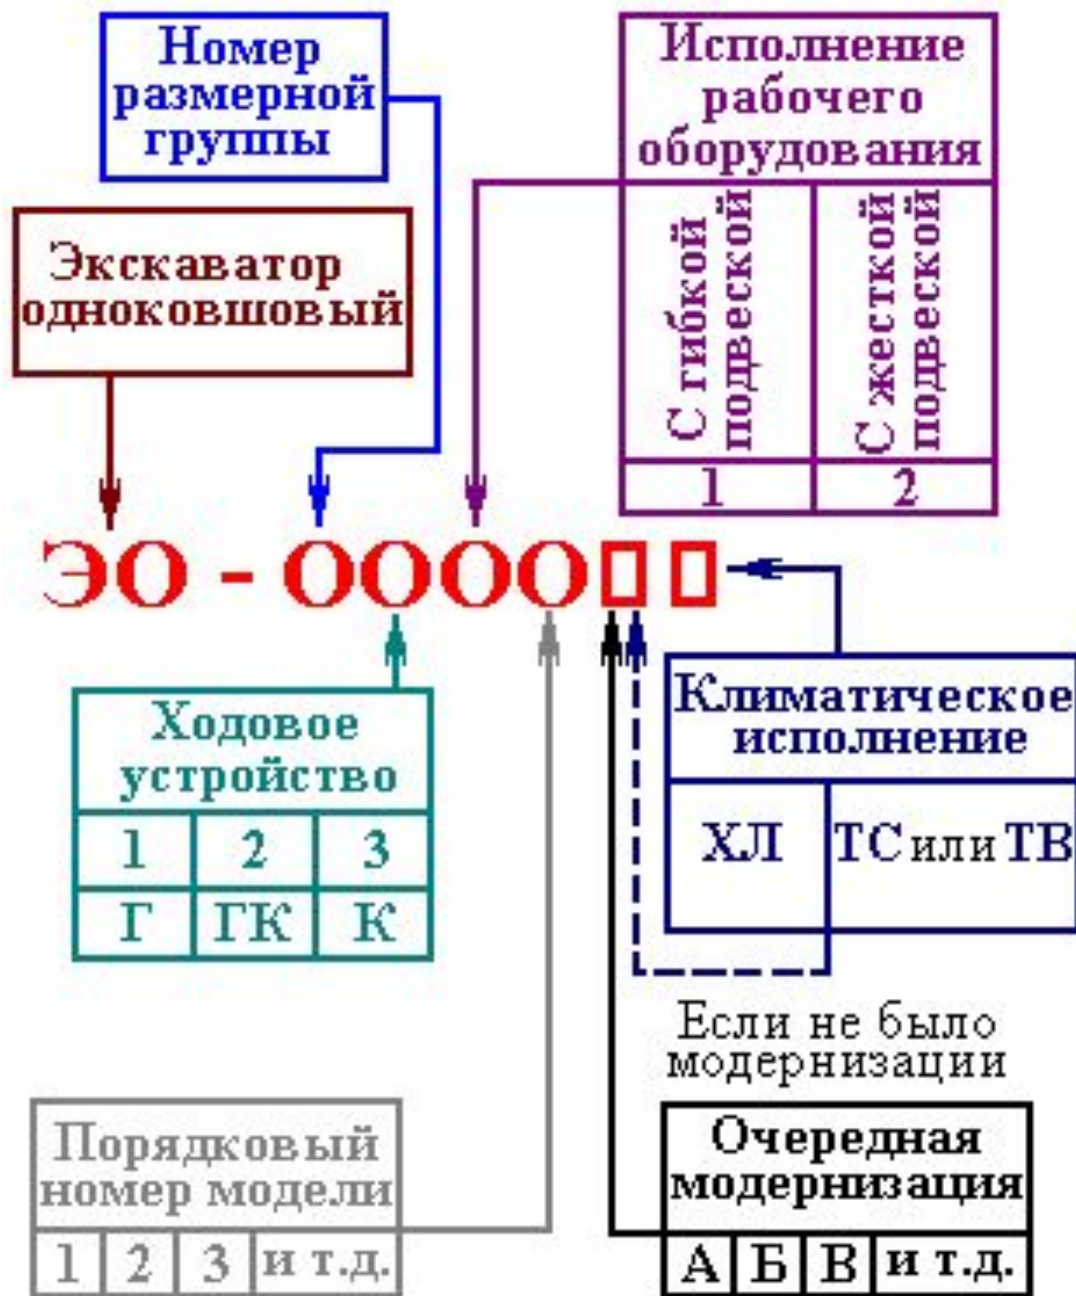 Номер
размерной
группы
Исполнение
рабочего
оборудования
С гибкой
подвеской
С жесткой
подвеской
1 2
Экскаватор
одноковшовый
ЭО - ОООО▯ ▯
Ходовое
устройство
1 2 3
Г ГК К
Климатическое
исполнение
ХЛ ТС или ТВ
Если не было
модернизации
Порядковый
номер модели
1 2 3 и т.д.
Очередная
модернизация
А Б В и т.д.